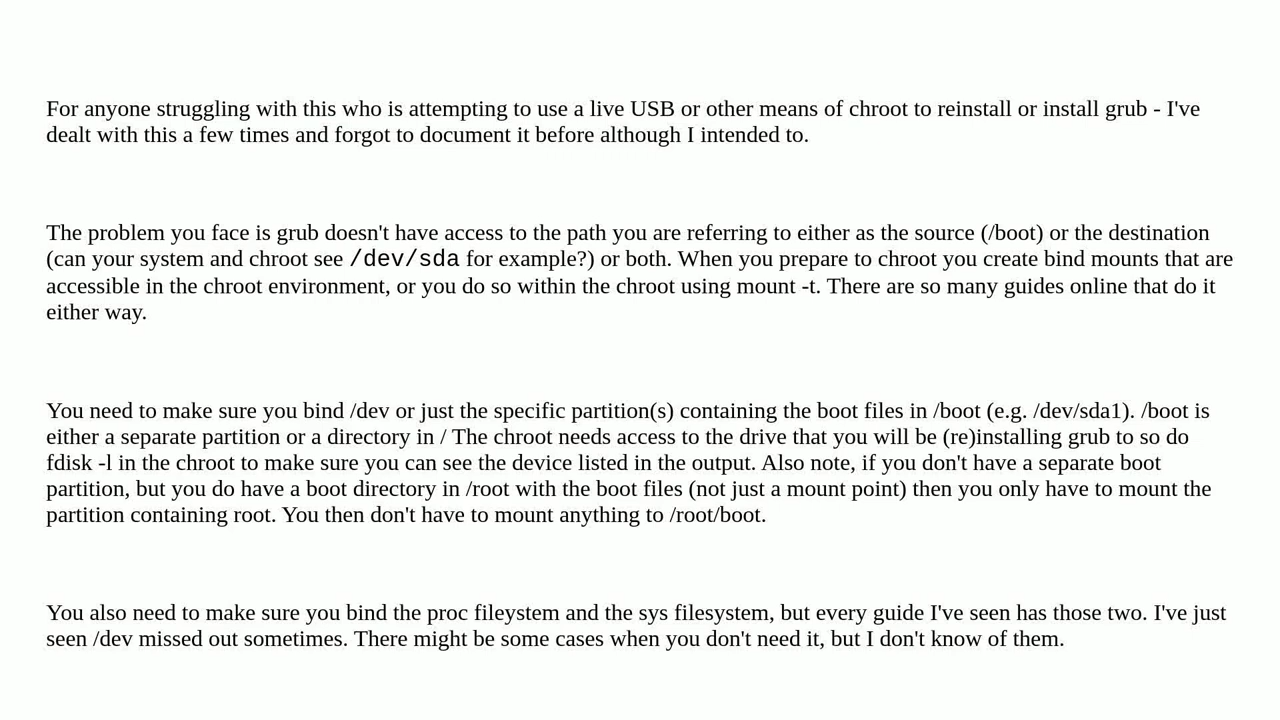 For anyone struggling with this who is attempting to use a live USB or other means of chroot to reinstall or install grub - I've
dealt with this a few times and forgot to document it before although I intended to.
The problem you face is grub doesn't have access to the path you are referring to either as the source (/boot) or the destination
(can your system and chroot see /dev/sda for example?) or both. When you prepare to chroot you create bind mounts that are
accessible in the chroot environment, or you do so within the chroot using mount -t. There are so many guides online that do it
either way.
You need to make sure you bind /dev or just the specific partition(s) containing the boot files in /boot (e.g. /dev/sda1). /boot is
either a separate partition or a directory in / The chroot needs access to the drive that you will be (re)installing grub to so do
fdisk -l in the chroot to make sure you can see the device listed in the output. Also note, if you don't have a separate boot
partition, but you do have a boot directory in /root with the boot files (not just a mount point) then you only have to mount the
partition containing root. You then don't have to mount anything to /root/boot.
You also need to make sure you bind the proc fileystem and the sys filesystem, but every guide I've seen has those two. I've just
seen /dev missed out sometimes. There might be some cases when you don't need it, but I don't know of them.